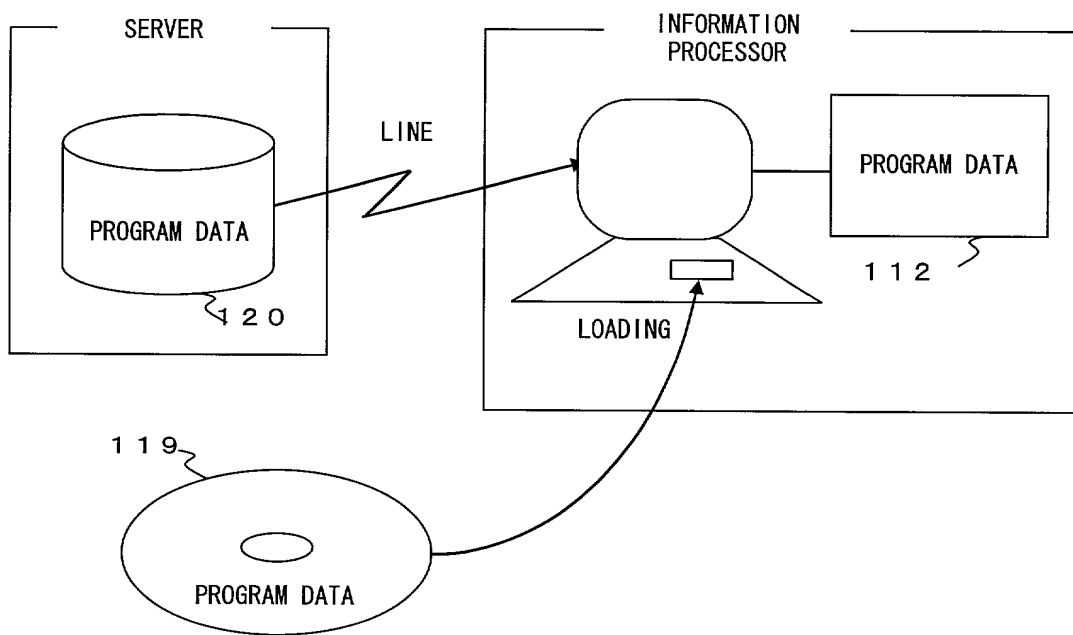 SERVER
INFORMATION
PROCESSOR
LINE
PROGRAM DATA
PROGRAM DATA
１２０
１１２
LOADING
１１９
PROGRAM DATA